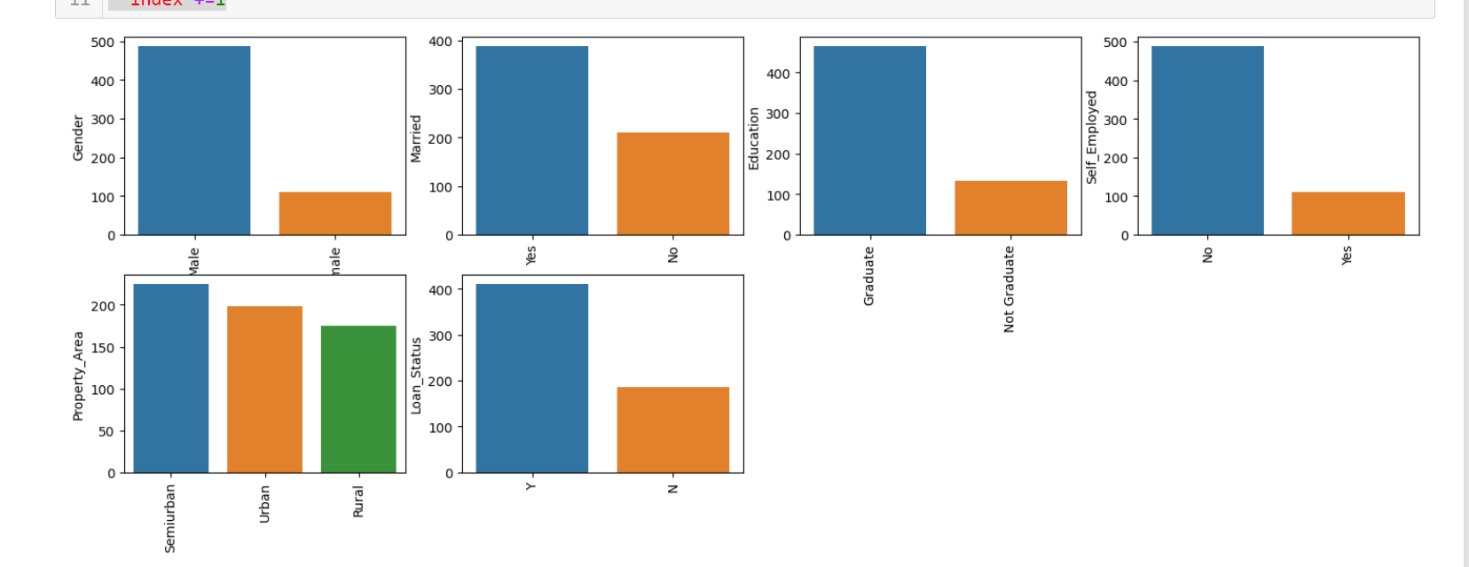 11 index +=1
500
400
300
200
100
0
Gender
Male
400
300
200
100
0
Married
Yes
No
400
300
200
100
0
Education
Graduate
Not Graduate
500
400
300
200
100
0
Self_Employed
No
Yes
200
150
100
50
0
Property_Area
Semiurban
Urban
Rural
400
300
200
100
0
Loan_Status
Y
N